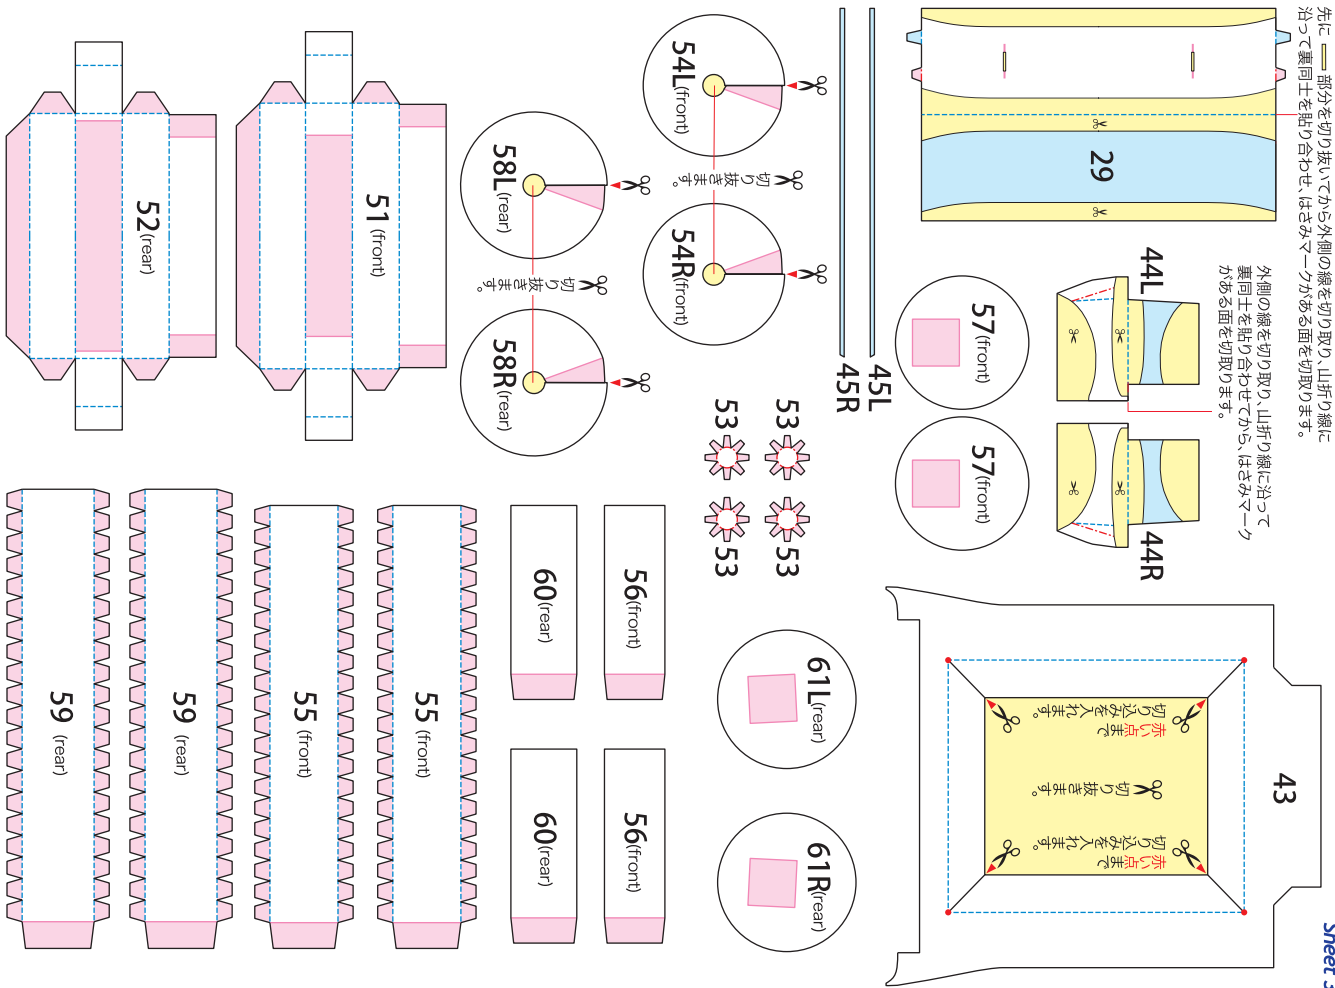 Sheet 3
先に 部分を切り抜いてから外側の線を切り取り、山折り線に
沿って裏同士を貼り合わせ、はさみマークがある面を切取ります。
29
外側の線を切り取り、山折り線に沿って
裏同士を貼り合わせてから、はさみマーク
がある面を切取ります。
44L
44R
43
赤い点まで
切り込みを入れます。
赤い点まで
切り込みを入れます。
切り抜きます。
45L
45R
57(front)
57(front)
54L(front)
54R(front)
切り抜きます。
58L(rear)
58R(rear)
切り抜きます。
53
53
53
53
51(front)
52(rear)
61L(rear)
61R(rear)
56(front)
56(front)
60(rear)
60(rear)
55(front)
55(front)
59(rear)
59(rear)